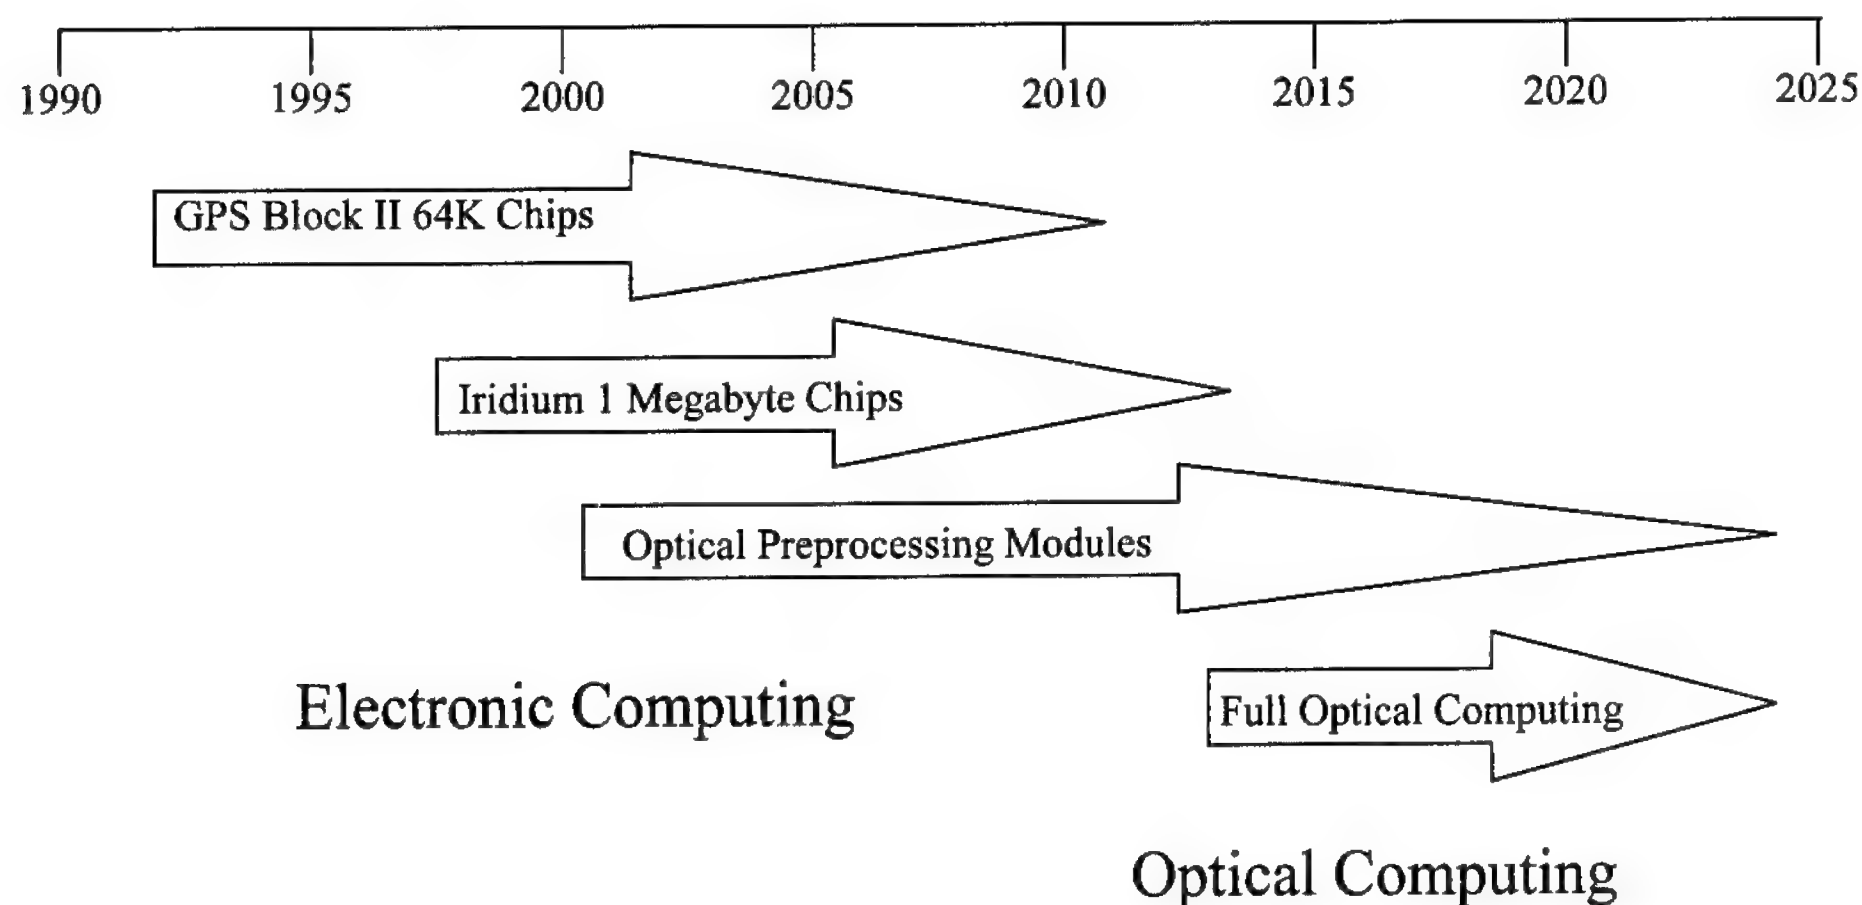 1990 1995 2000 2005 2010 2015 2020 2025
GPS Block II 64K Chips
Iridium 1 Megabyte Chips
Optical Preprocessing Modules
Electronic Computing
Full Optical Computing
Optical Computing